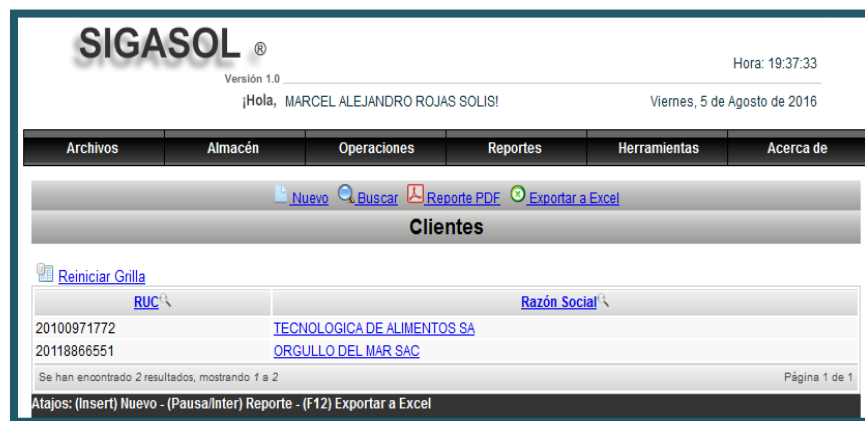 SIGASOL ®
Hora: 19:37:33
Versión 1.0
¡Hola, MARCEL ALEJANDRO ROJAS SOLIS! Viernes, 5 de Agosto de 2016
Archivos Almacén Operaciones Reportes Herramientas Acerca de
Nuevo Buscar Reporte PDF Exportar a Excel
Clientes
Reiniciar Grilla
RUC Razón Social
20100971772 TECNOLOGICA DE ALIMENTOS SA
20118866551 ORGULLO DEL MAR SAC
Se han encontrado 2 resultados, mostrando 1 a 2 Página 1 de 1
Atajos: (Insert) Nuevo - (Pausa/Inter) Reporte - (F12) Exportar a Excel